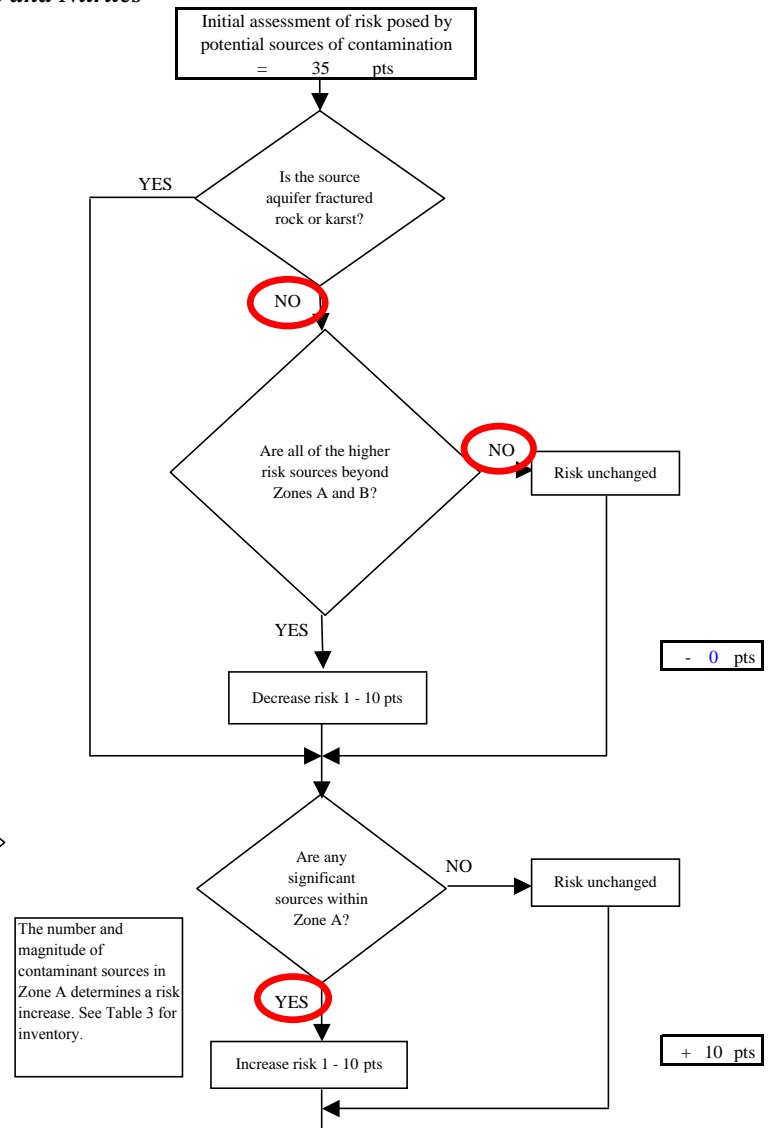 and Nitrites
Initial assessment of risk posed by
potential sources of contamination
= 35 pts
Is the source
aquifer fractured
rock or karst?
YES
NO
Are all of the higher
risk sources beyond
Zones A and B?
NO
Risk unchanged
YES
- 0 pts
Decrease risk 1 - 10 pts
Are any
significant
sources within
Zone A?
NO
Risk unchanged
The number and
magnitude of
contaminant sources in
Zone A determines a risk
increase. See Table 3 for
inventory.
YES
Increase risk 1 - 10 pts
+ 10 pts